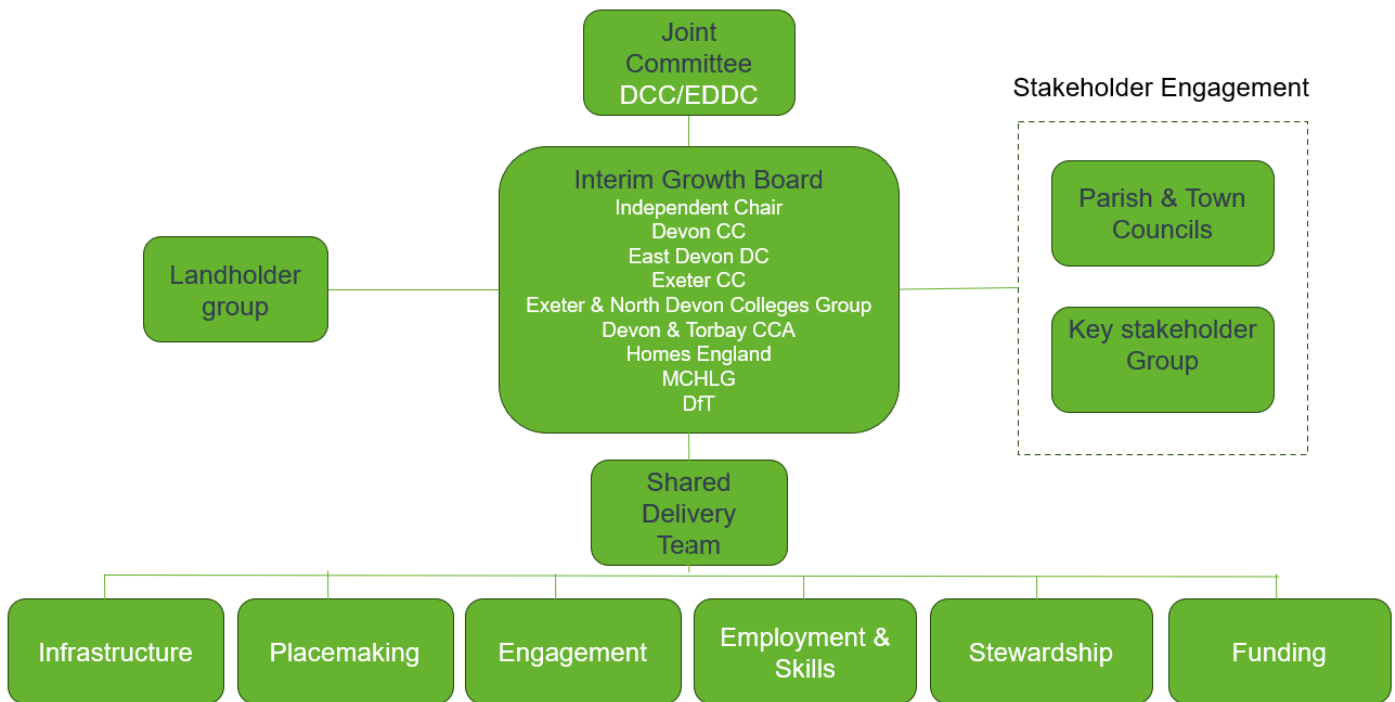 Joint
Committee
DCC/EDDC
Stakeholder Engagement
Interim Growth Board
Independent Chair
Devon CC
East Devon DC
Exeter CC
Exeter & North Devon Colleges Group
Devon & Torbay CCA
Homes England
MCHLG
DfT
Landholder
group
Parish & Town
Councils
Key stakeholder
Group
Shared
Delivery
Team
Infrastructure
Placemaking
Engagement
Employment &
Skills
Stewardship
Funding